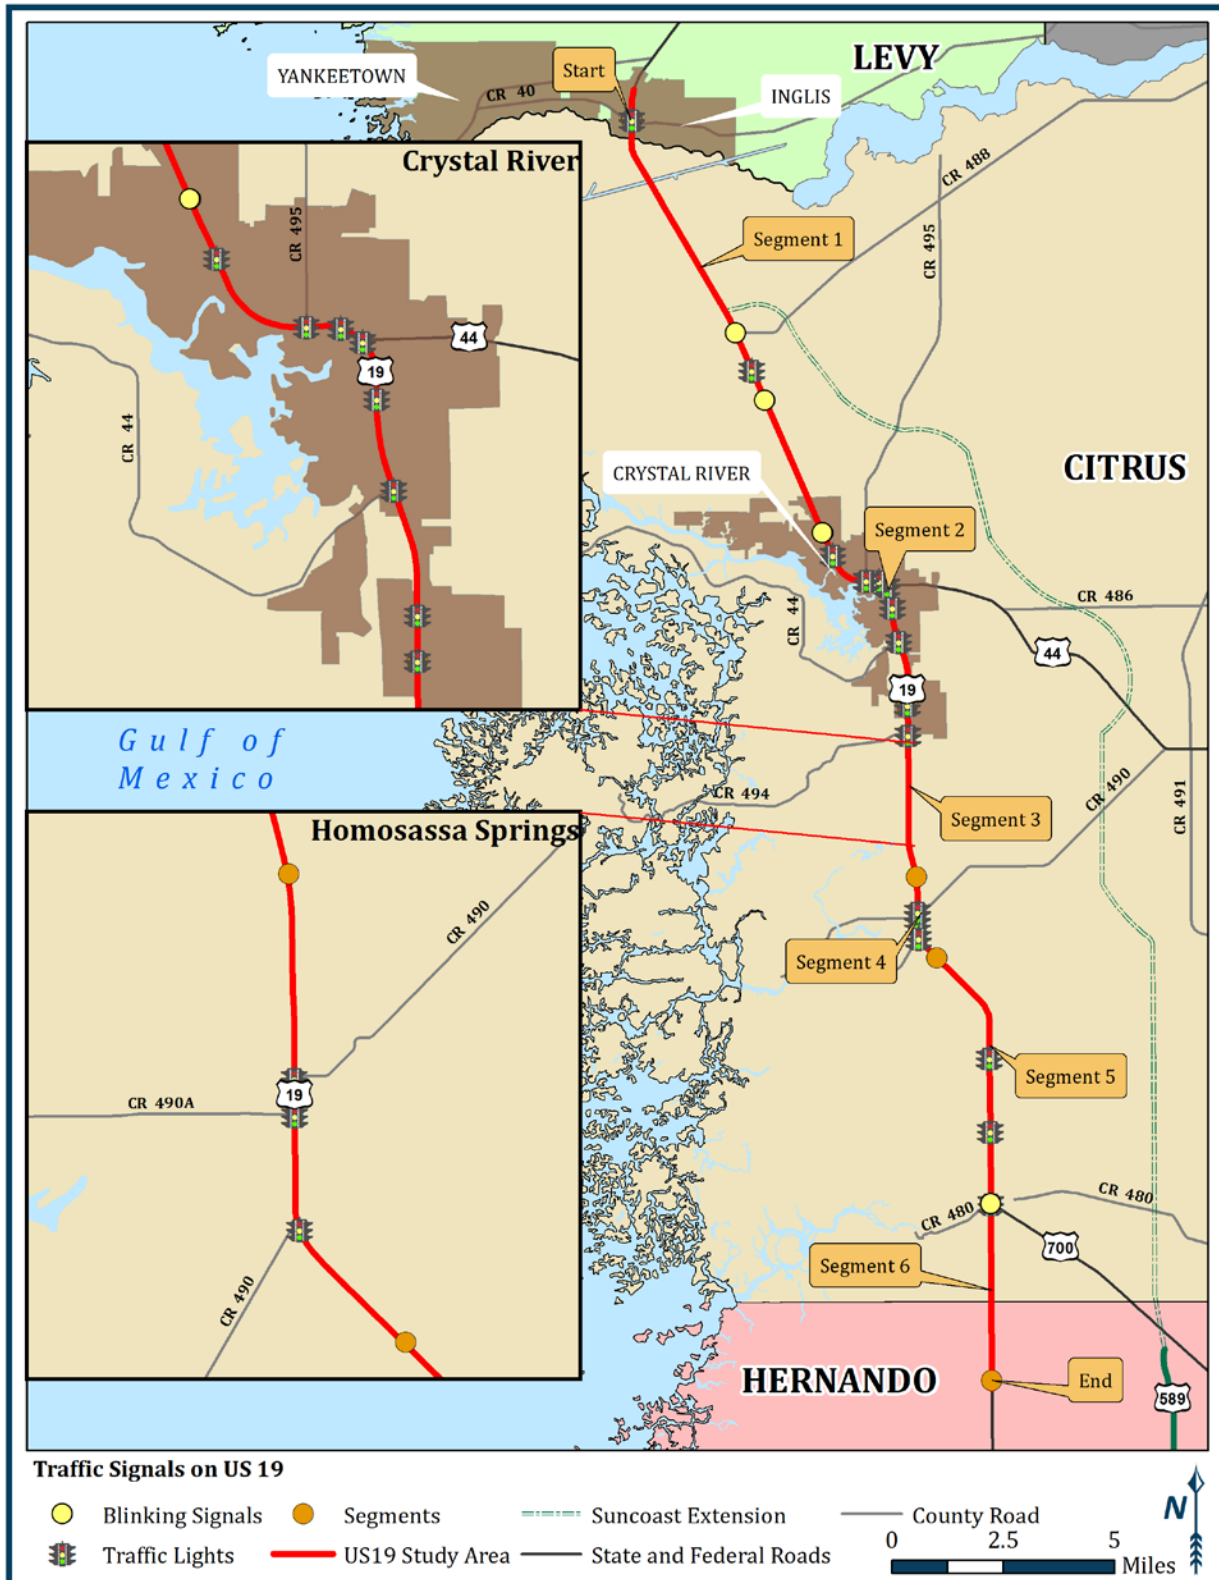 LEVY
Start
YANKEETOWN
CR 40
INGLIS
Crystal River
CR 488
CR 495
Segment 1
CR 495
44
19
CR 44
CITRUS
CRYSTAL RIVER
Segment 2
CR 486
CR 44
44
19
Gulf of
Mexico
CR 494
CR 490
CR 491
Segment 3
Homosassa Springs
CR 490
Segment 4
19
CR 490A
Segment 5
CR 480
CR 480
700
CR 490
Segment 6
HERNANDO
End
589
Traffic Signals on US 19
Blinking Signals
Segments
Suncoast Extension
County Road
Traffic Lights
US19 Study Area
State and Federal Roads
N
0 2.5 5
Miles